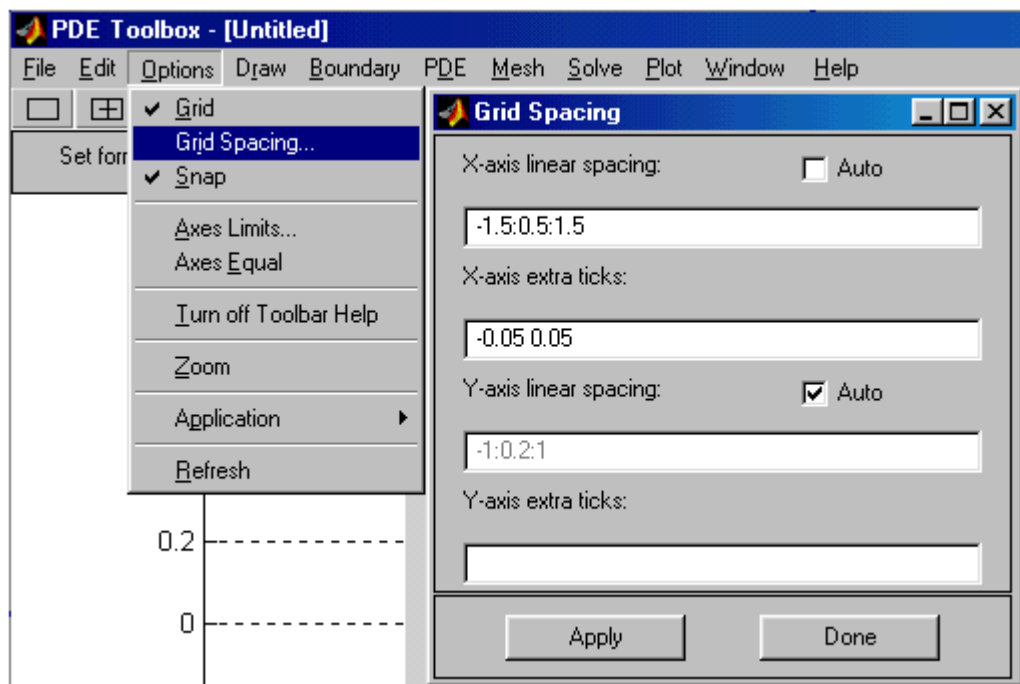 PDE Toolbox - [Untitled]
File Edit Options Draw Boundary PDE Mesh Solve Plot Window Help
Grid
Grid Spacing...
Snap
Axes Limits...
Axes Equal
Turn off Toolbar Help
Zoom
Application
Refresh
Set for
0.2
0
Grid Spacing
X-axis linear spacing: Auto
-1.5:0.5:1.5
X-axis extra ticks:
-0.05 0.05
Y-axis linear spacing: Auto
-1:0.2:1
Y-axis extra ticks:
Apply Done